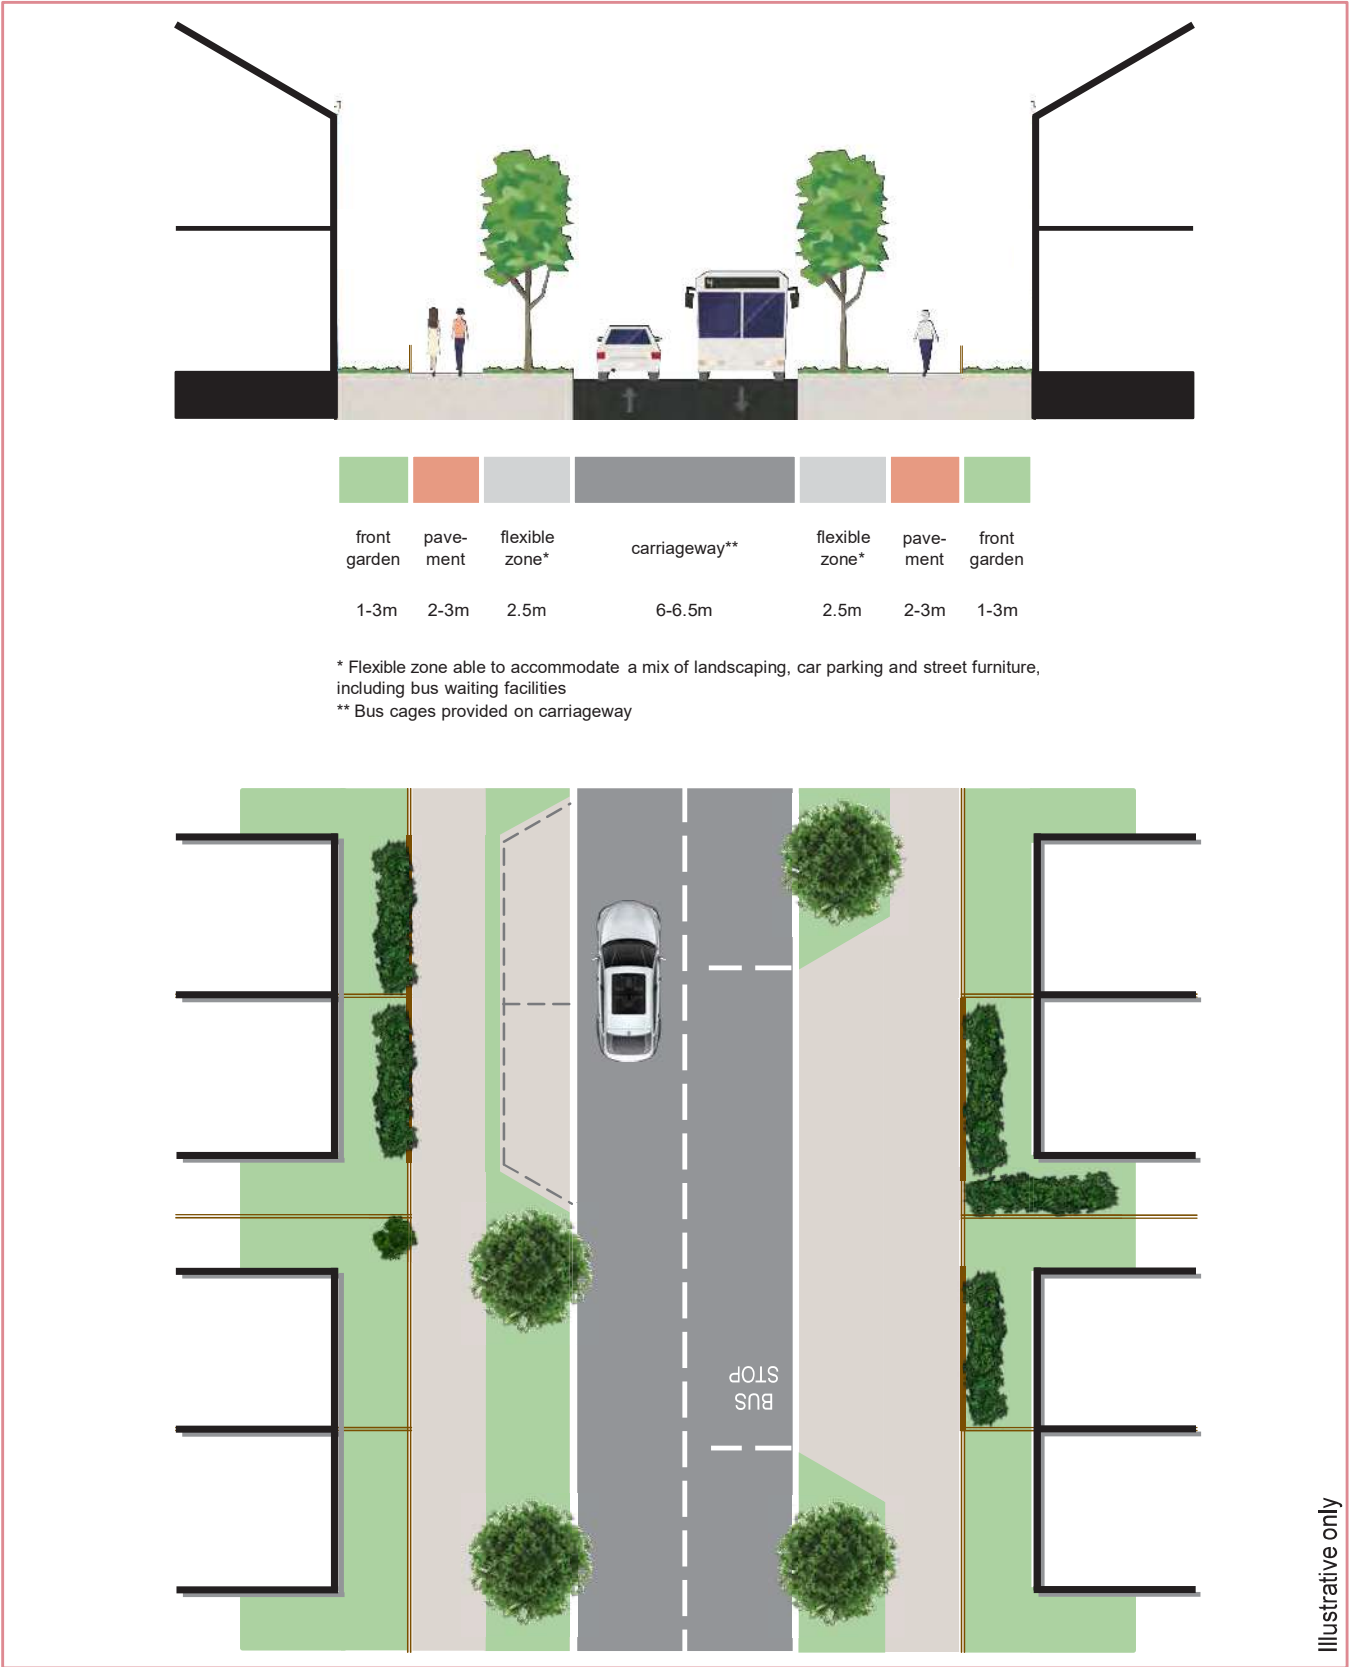 front pave- flexible carriageway** flexible pave- front
garden ment zone* zone* ment garden
1-3m 2-3m 2.5m 6-6.5m 2.5m 2-3m 1-3m
* Flexible zone able to accommodate a mix of landscaping, car parking and street furniture,
including bus waiting facilities
** Bus cages provided on carriageway
BUS
STOP
Illustrative only